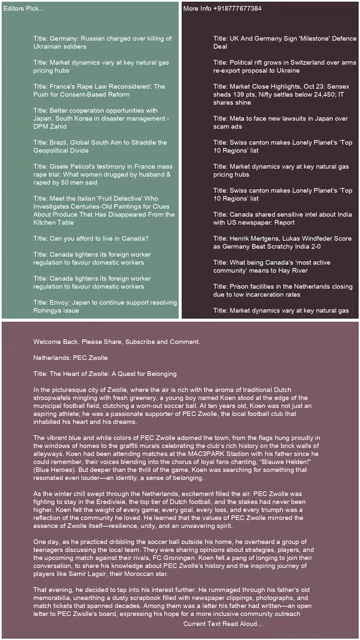 Editors Pick...
Title: Germany: Russian charged over killing of
Ukrainian soldiers
Title: Market dynamics vary at key natural gas
pricing hubs
Title: France's Rape Law Reconsidered: The
Push for Consent-Based Reform
Title: Better cooperation opportunities with
Japan, South Korea in disaster management -
DPM Zahid
Title: Brazil, Global South Aim to Straddle the
Geopolitical Divide
Title: Gisele Pelicot's testimony in France mass
rape trial: What woman drugged by husband &
raped by 50 men said
Title: Meet the Italian 'Fruit Detective' Who
Investigates Centuries-Old Paintings for Clues
About Produce That Has Disappeared From the
Kitchen Table
Title: Can you afford to live in Canada?
Title: Canada tightens its foreign worker
regulation to favour domestic workers
Title: Canada tightens its foreign worker
regulation to favour domestic workers
Title: Envoy: Japan to continue support resolving
Rohingya issue
More Info +918777677384
Title: UK And Germany Sign 'Milestone' Defence
Deal
Title: Political rift grows in Switzerland over arms
re-export proposal to Ukraine
Title: Market Close Highlights, Oct 23: Sensex
sheds 139 pts, Nifty settles below 24,450; IT
shares shine
Title: Meta to face new lawsuits in Japan over
scam ads
Title: Swiss canton makes Lonely Planet's 'Top
10 Regions' list
Title: Market dynamics vary at key natural gas
pricing hubs
Title: Swiss canton makes Lonely Planet's 'Top
10 Regions' list
Title: Canada shared sensitive intel about India
with US newspaper: Report
Title: Henrik Mertgens, Lukas Windfeder Score
as Germany Beat Scratchy India 2-0
Title: What being Canada's 'most active
community' means to Hay River
Title: Prison facilities in the Netherlands closing
due to low incarceration rates
Title: Market dynamics vary at key natural gas
Welcome Back. Please Share, Subscribe and Comment.
Netherlands: PEC Zwolle
Title: The Heart of Zwolle: A Quest for Belonging
In the picturesque city of Zwolle, where the air is rich with the aroma of traditional Dutch
stroopwafels mingling with fresh greenery, a young boy named Koen stood at the edge of the
municipal football field, clutching a worn-out soccer ball. At ten years old, Koen was not just an
aspiring athlete; he was a passionate supporter of PEC Zwolle, the local football club that
inhabited his heart and his dreams.
The vibrant blue and white colors of PEC Zwolle adorned the town, from the flags hung proudly in
the windows of homes to the graffiti murals celebrating the club's rich history on the brick walls of
alleyways. Koen had been attending matches at the MAC3PARK Stadion with his father since he
could remember, their voices blending into the chorus of loyal fans chanting, "Blauwe Helden!"
(Blue Heroes). But deeper than the thrill of the game, Koen was searching for something that
resonated even louder—an identity, a sense of belonging.
As the winter chill swept through the Netherlands, excitement filled the air. PEC Zwolle was
fighting to stay in the Eredivisie, the top tier of Dutch football, and the stakes had never been
higher. Koen felt the weight of every game; every goal, every loss, and every triumph was a
reflection of the community he loved. He learned that the values of PEC Zwolle mirrored the
essence of Zwolle itself—resilience, unity, and an unwavering spirit.
One day, as he practiced dribbling the soccer ball outside his home, he overheard a group of
teenagers discussing the local team. They were sharing opinions about strategies, players, and
the upcoming match against their rivals, FC Groningen. Koen felt a pang of longing to join their
conversation, to share his knowledge about PEC Zwolle's history and the inspiring journey of
players like Samir Lagsir, their Moroccan star.
That evening, he decided to tap into his interest further. He rummaged through his father's old
memorabilia, unearthing a dusty scrapbook filled with newspaper clippings, photographs, and
match tickets that spanned decades. Among them was a letter his father had written—an open
letter to PEC Zwolle's board, expressing his hope for a more inclusive community outreach
Current Text Read Aloud...